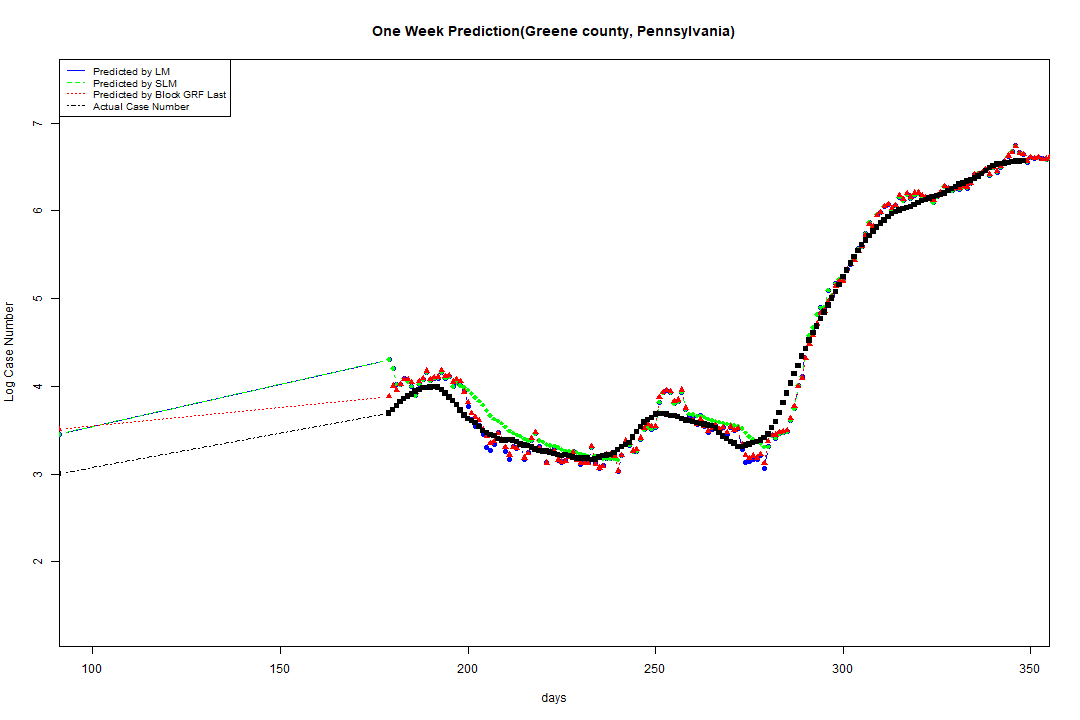 One Week Prediction(Greene county, Pennsylvania)
Predicted by LM
Predicted by SLM
Predicted by Block GRF Last
Actual Case Number
7
6
5
4
3
2
Log Case Number
100 150 200 250 300 350
days